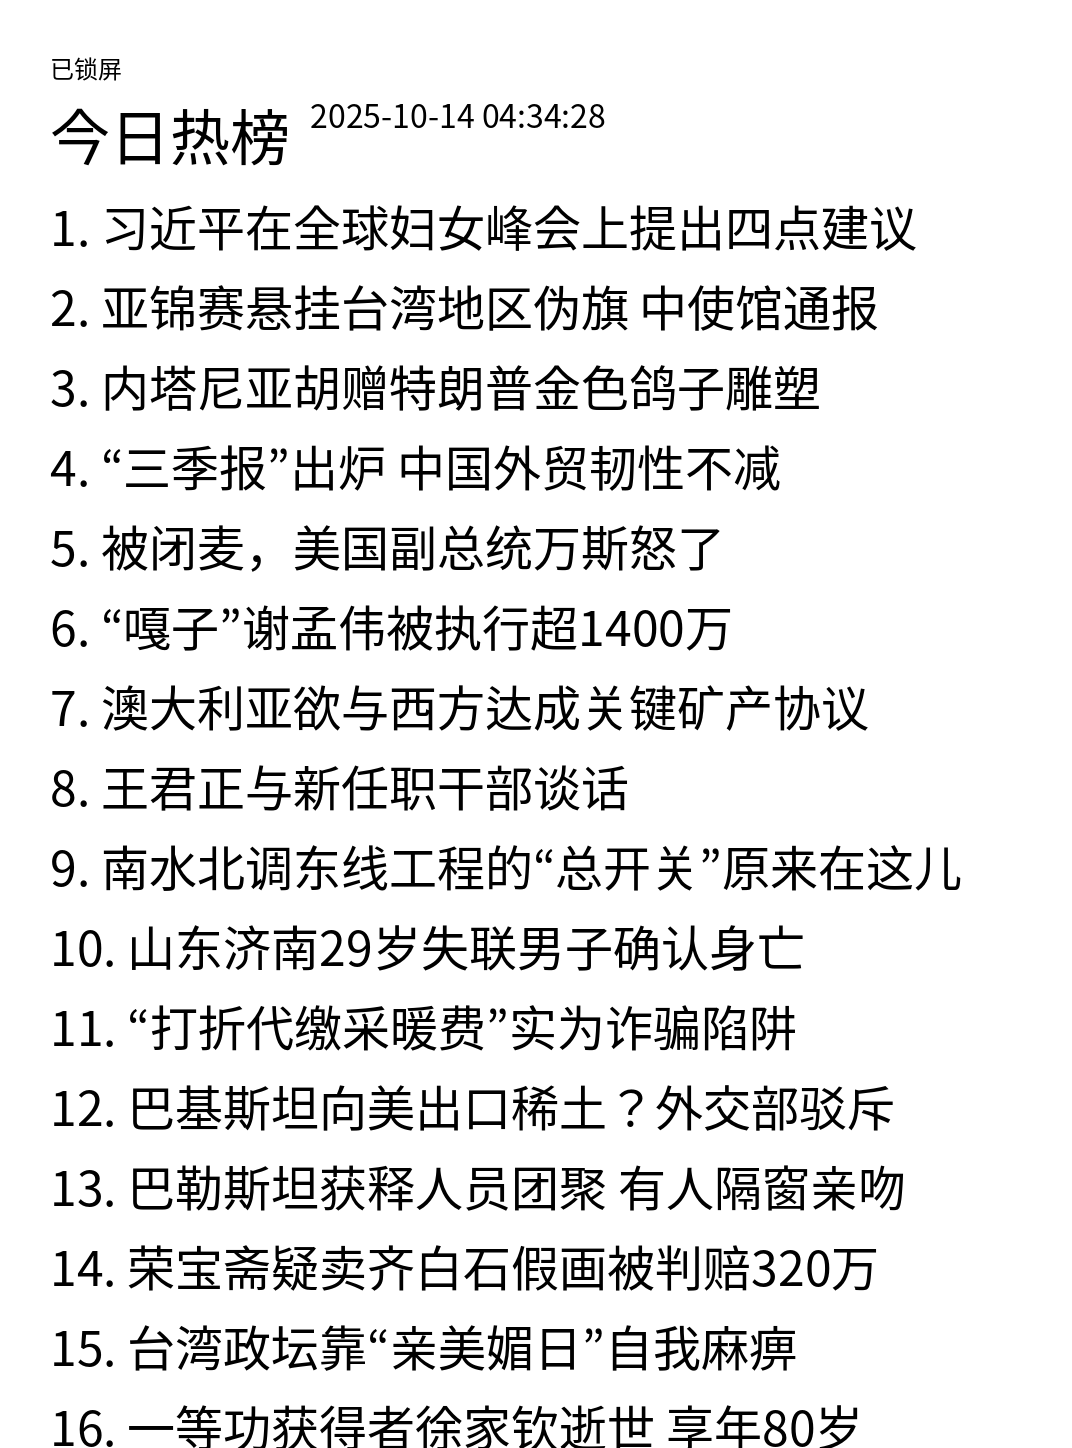 已锁屏
今日热榜 2025-10-14 04:34:28
1. 习近平在全球妇女峰会上提出四点建议
2. 亚锦赛悬挂台湾地区伪旗 中使馆通报
3. 内塔尼亚胡赠特朗普金色鸽子雕塑
4. “三季报”出炉 中国外贸韧性不减
5. 被闭麦，美国副总统万斯怒了
6. “嘎子”谢孟伟被执行超1400万
7. 澳大利亚欲与西方达成关键矿产协议
8. 王君正与新任职干部谈话
9. 南水北调东线工程的“总开关”原来在这儿
10. 山东济南29岁失联男子确认身亡
11. “打折代缴采暖费”实为诈骗陷阱
12. 巴基斯坦向美出口稀土？外交部驳斥
13. 巴勒斯坦获释人员团聚 有人隔窗亲吻
14. 荣宝斋疑卖齐白石假画被判赔320万
15. 台湾政坛靠“亲美媚日”自我麻痹
16. 一等功获得者徐家钦逝世 享年80岁